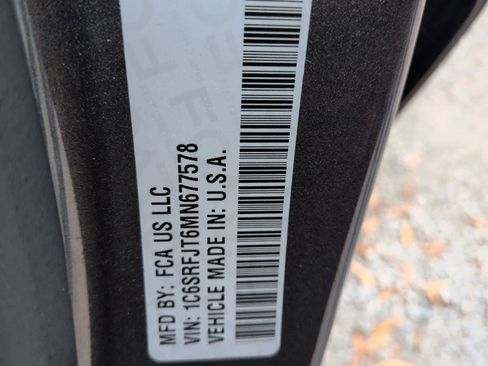 MFD BY: FCA US LLC
VIN: 1C6SRFJT6MN677578
VEHICLE MADE IN: U.S.A.